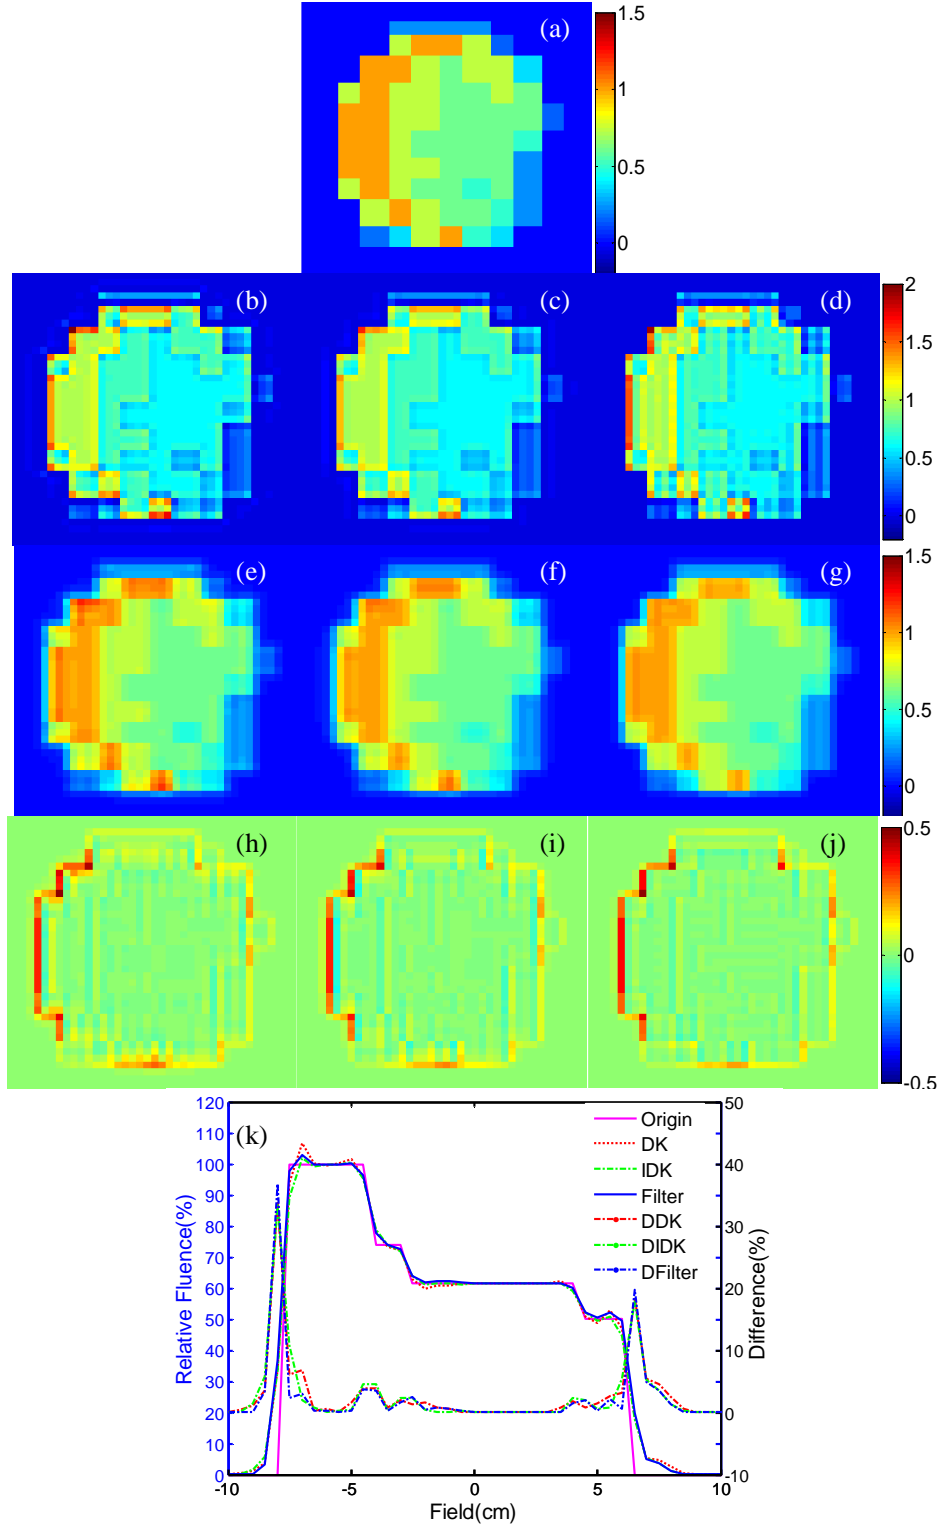 (a)
1.5
1
0.5
0
(b)
(c)
(d)
2
1.5
1
0.5
0
(e)
(f)
(g)
1.5
1
0.5
0
(h)
(i)
(j)
0.5
0
-0.5
(k)
120
110
100
90
80
70
60
50
40
30
20
10
0
Relative Fluence(%)
Origin
DK
IDK
Filter
DDK
DIDK
DFilter
50
40
30
20
10
0
-10
Difference(%)
-10
-5
0
5
10
Field(cm)